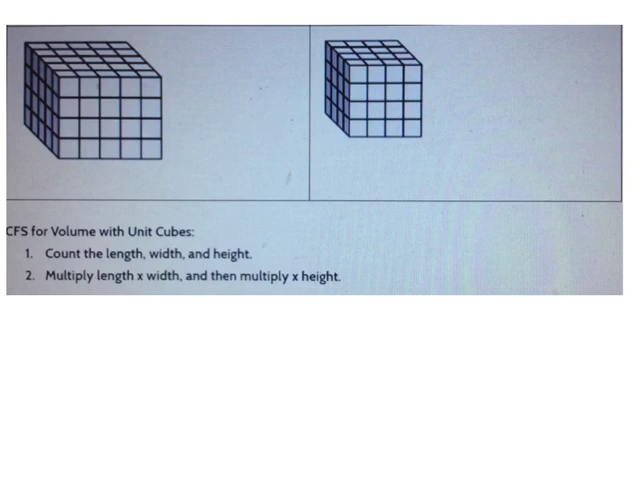 CFS for Volume with Unit Cubes:
1. Count the length, width, and height.
2. Multiply length x width, and then multiply x height.